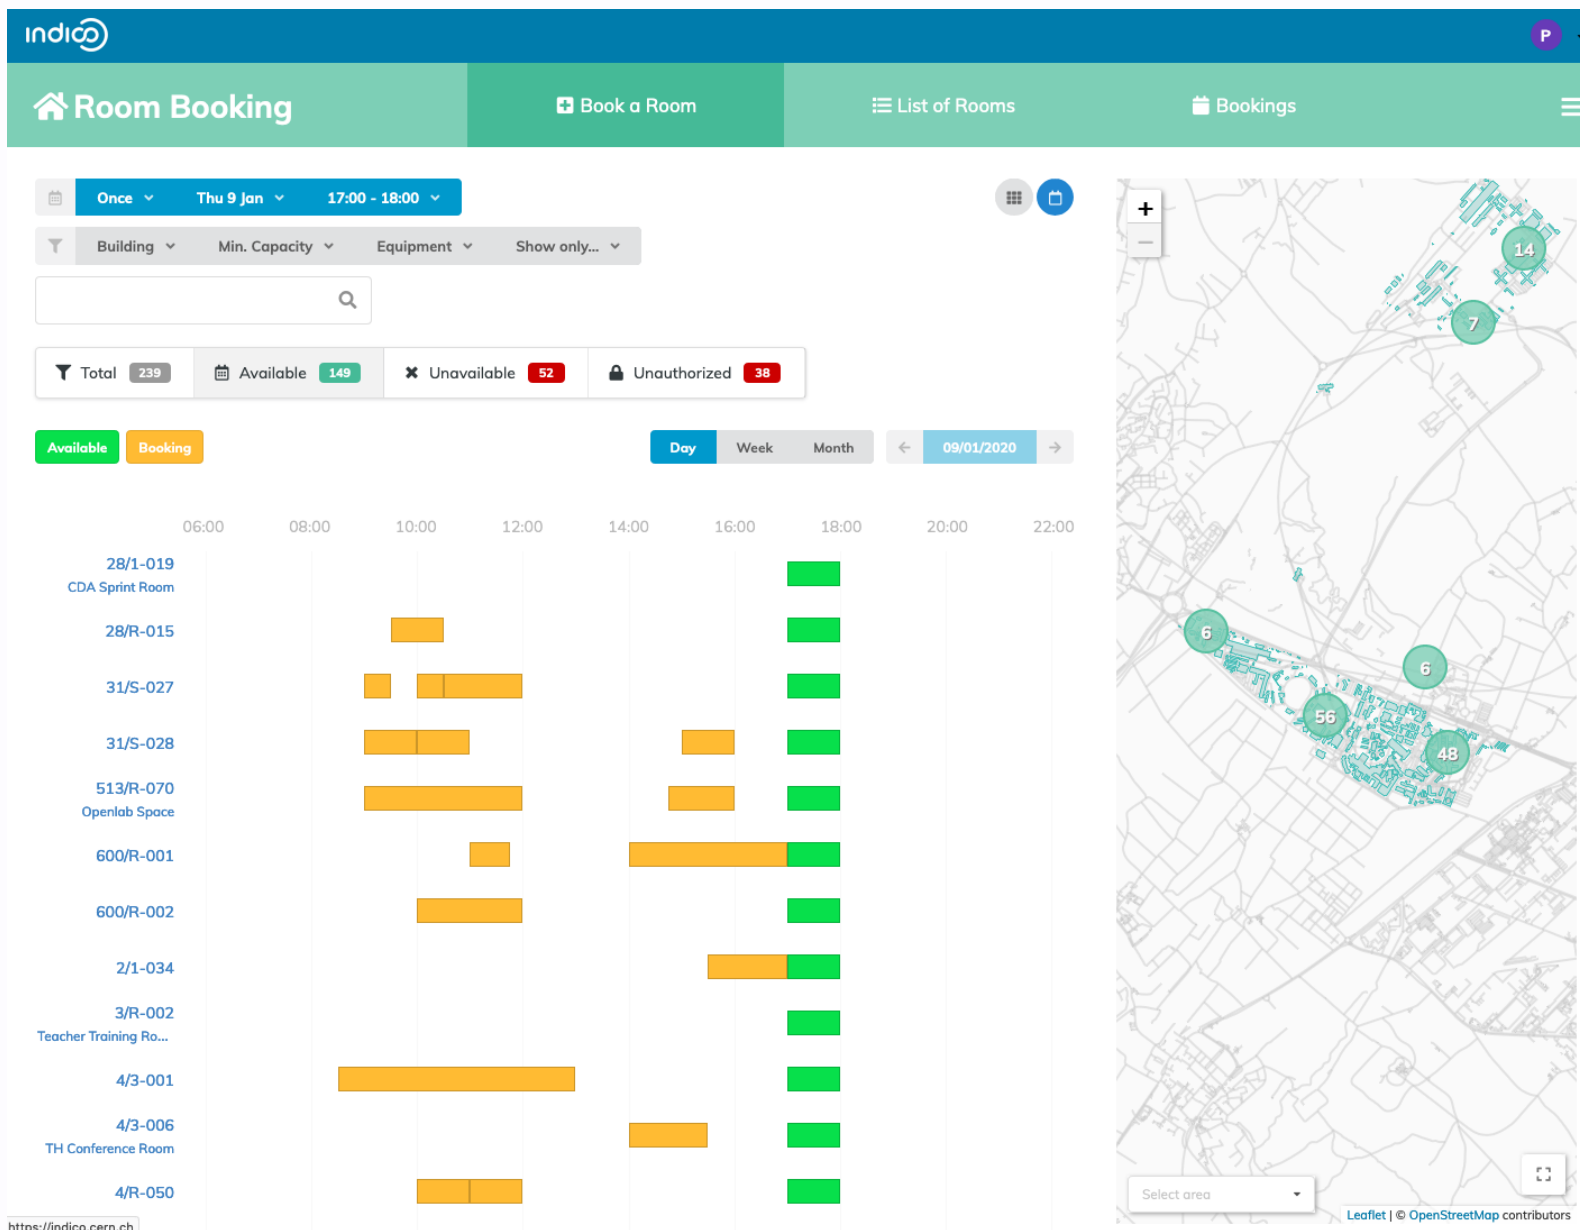 indico
P
Room Booking
Book a Room
List of Rooms
Bookings
Once Thu 9 Jan 17:00 - 18:00
Building Min. Capacity Equipment Show only...
Total 239 Available 149 Unavailable 52 Unauthorized 38
Available Booking Day Week Month 09/01/2020
06:00 08:00 10:00 12:00 14:00 16:00 18:00 20:00 22:00
28/1-019
CDA Sprint Room
28/R-015
31/S-027
31/S-028
513/R-070
Openlab Space
600/R-001
600/R-002
2/1-034
3/R-002
Teacher Training Ro...
4/3-001
4/3-006
TH Conference Room
4/R-050
https://indico.cern.ch
+
−
14
7
6
6
56
48
Select area
Leaflet | © OpenStreetMap contributors